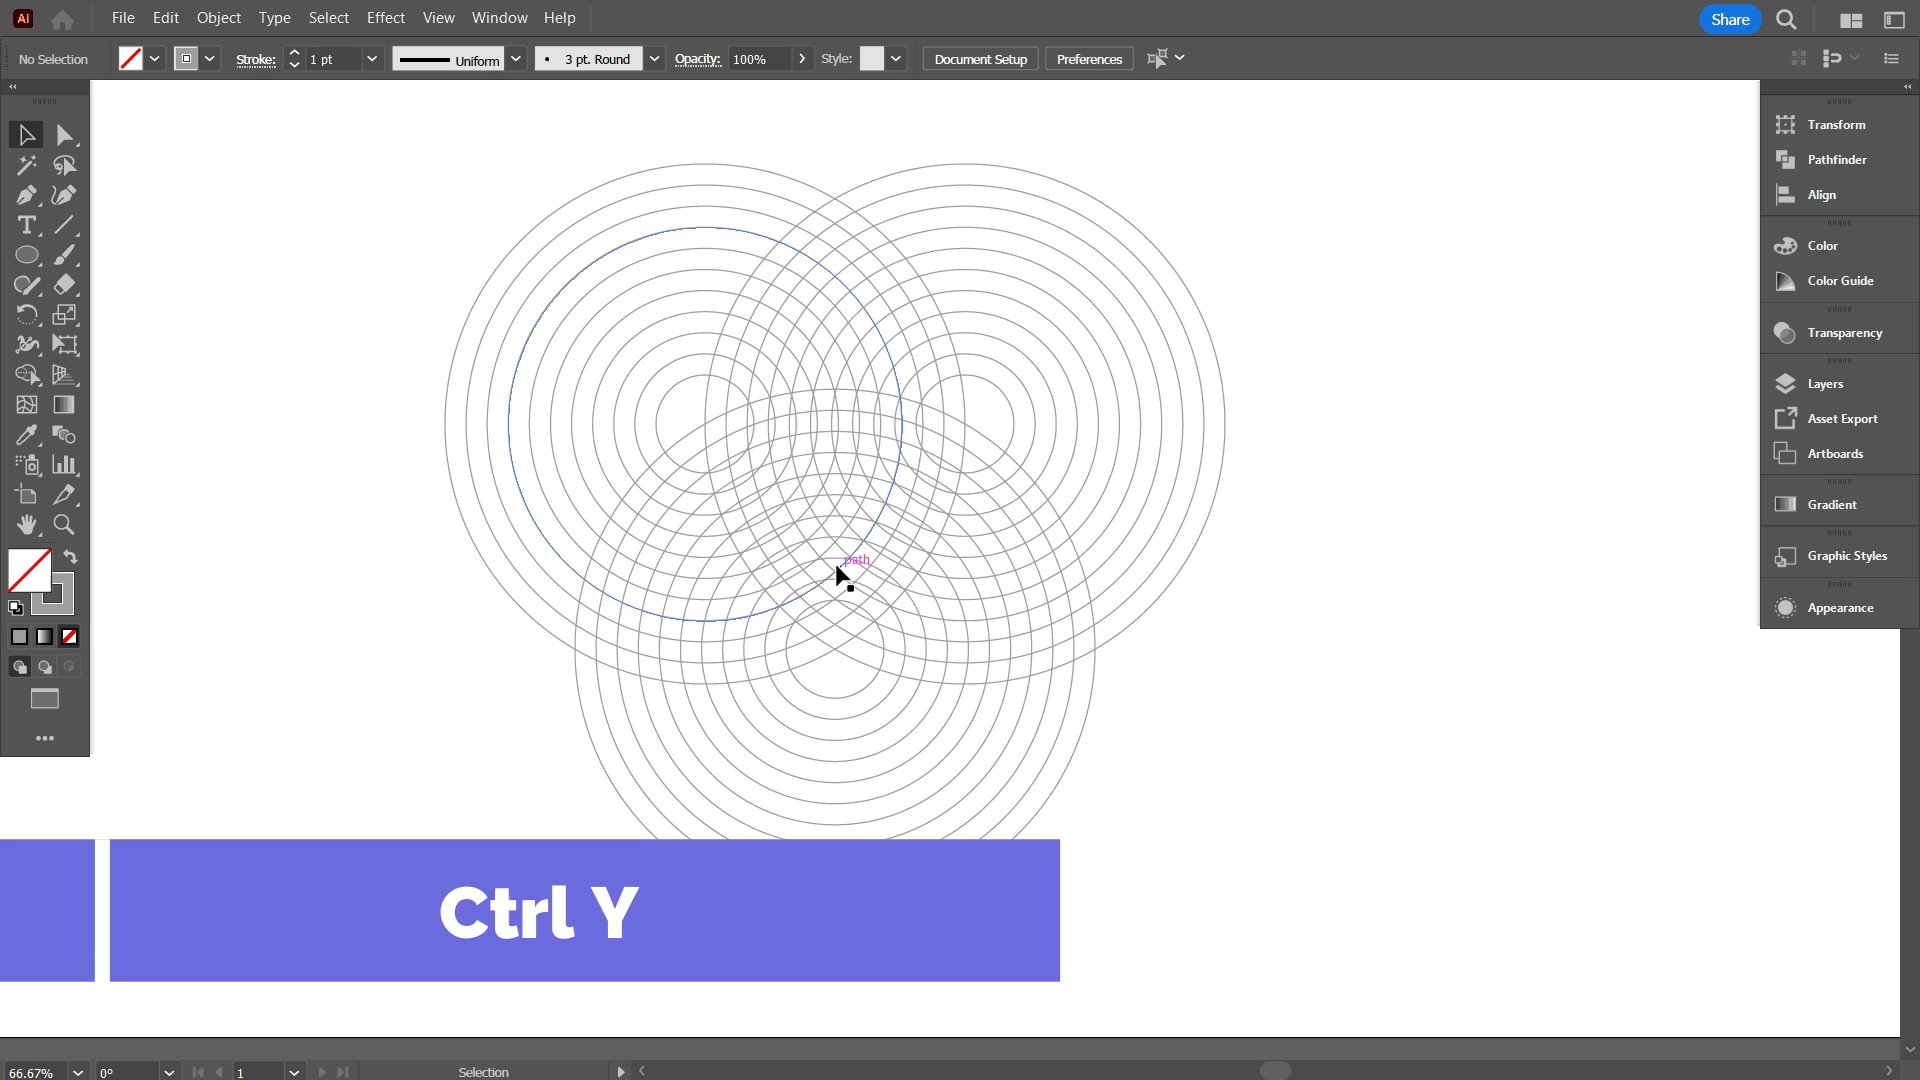 Ai File Edit Object Type Select Effect View Window Help Share
No Selection Stroke: 1 pt Uniform 3 pt. Round Opacity: 100% Style: Document Setup Preferences
Transform
Pathfinder
Align
Color
Color Guide
Transparency
Layers
Asset Export
Artboards
Gradient
Graphic Styles
Appearance
path
Ctrl Y
66.67% 0° 1 Selection